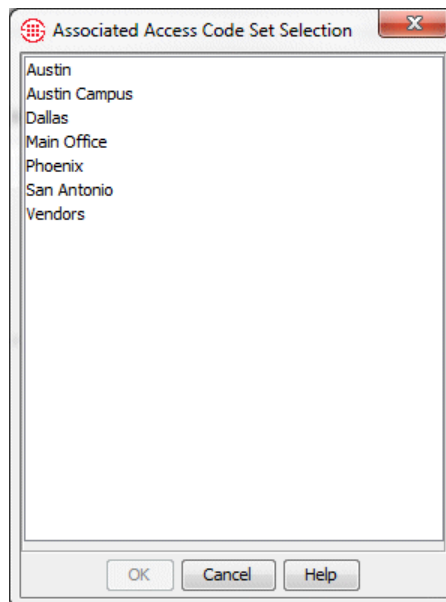 Associated Access Code Set Selection
Austin
Austin Campus
Dallas
Main Office
Phoenix
San Antonio
Vendors
OK Cancel Help